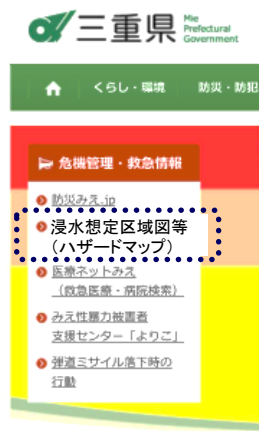 三重県 Mie
Prefectural
Government
くらし・環境 防災・防犯
危機管理・救急情報
防災みえ.jp
浸水想定区域図等
（ハザードマップ）
医療ネットみえ
（救急医療・病院検索）
みえ性暴力被害者
支援センター「よりこ」
弾道ミサイル落下時の
行動